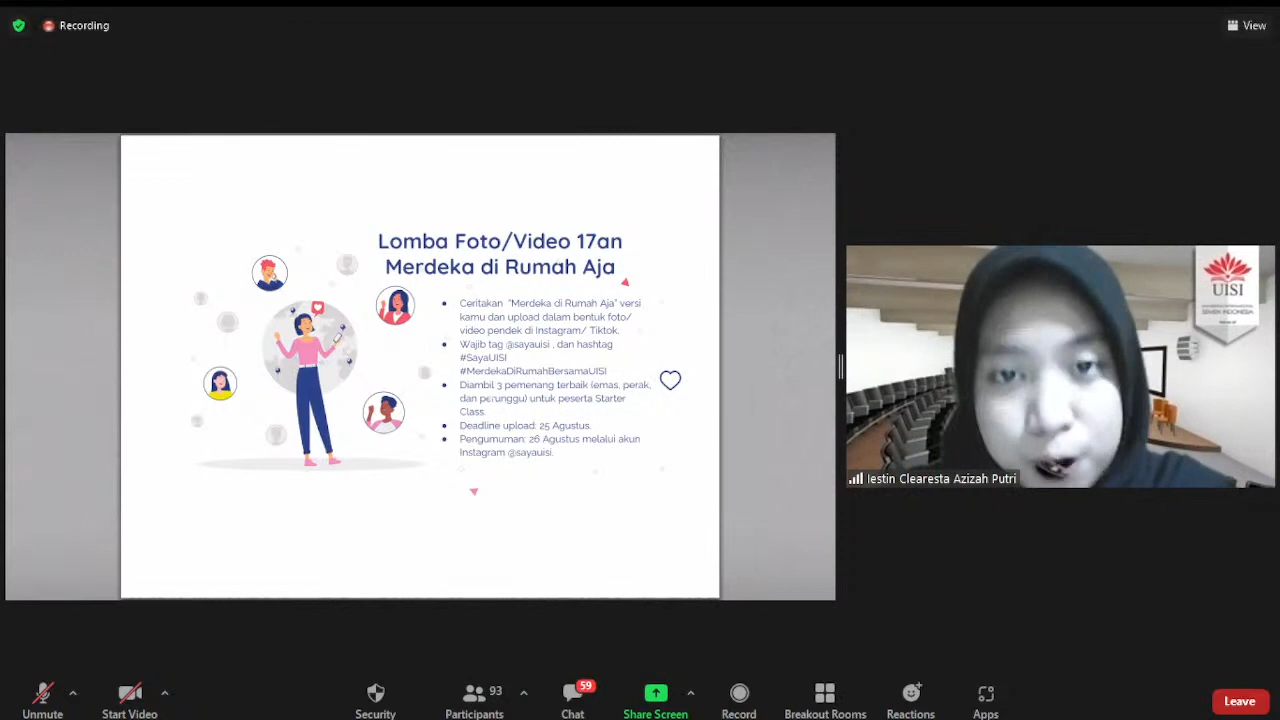 Recording
View
Lomba Foto/Video 17an
Merdeka di Rumah Aja
Ceritakan "Merdeka di Rumah Aja" versi
kamu dan upload dalam bentuk foto/
video pendek di Instagram/ Tiktok.
Wajib tag @sayauisi , dan hashtag
#SayaUISI
#MerdekaDiRumahBersamaUISI
Diambil 3 pemenang terbaik (emas, perak,
dan perunggu) untuk peserta Starter
Class.
Deadline upload: 25 Agustus.
Pengumuman: 26 Agustus melalui akun
Instagram @sayauisi.
UISI
SEMEN INDONESIA
Iestin Clearesta Azizah Putri
Unmute
Start Video
Security
93
Participants
59
Chat
Share Screen
Record
Breakout Rooms
Reactions
Apps
Leave